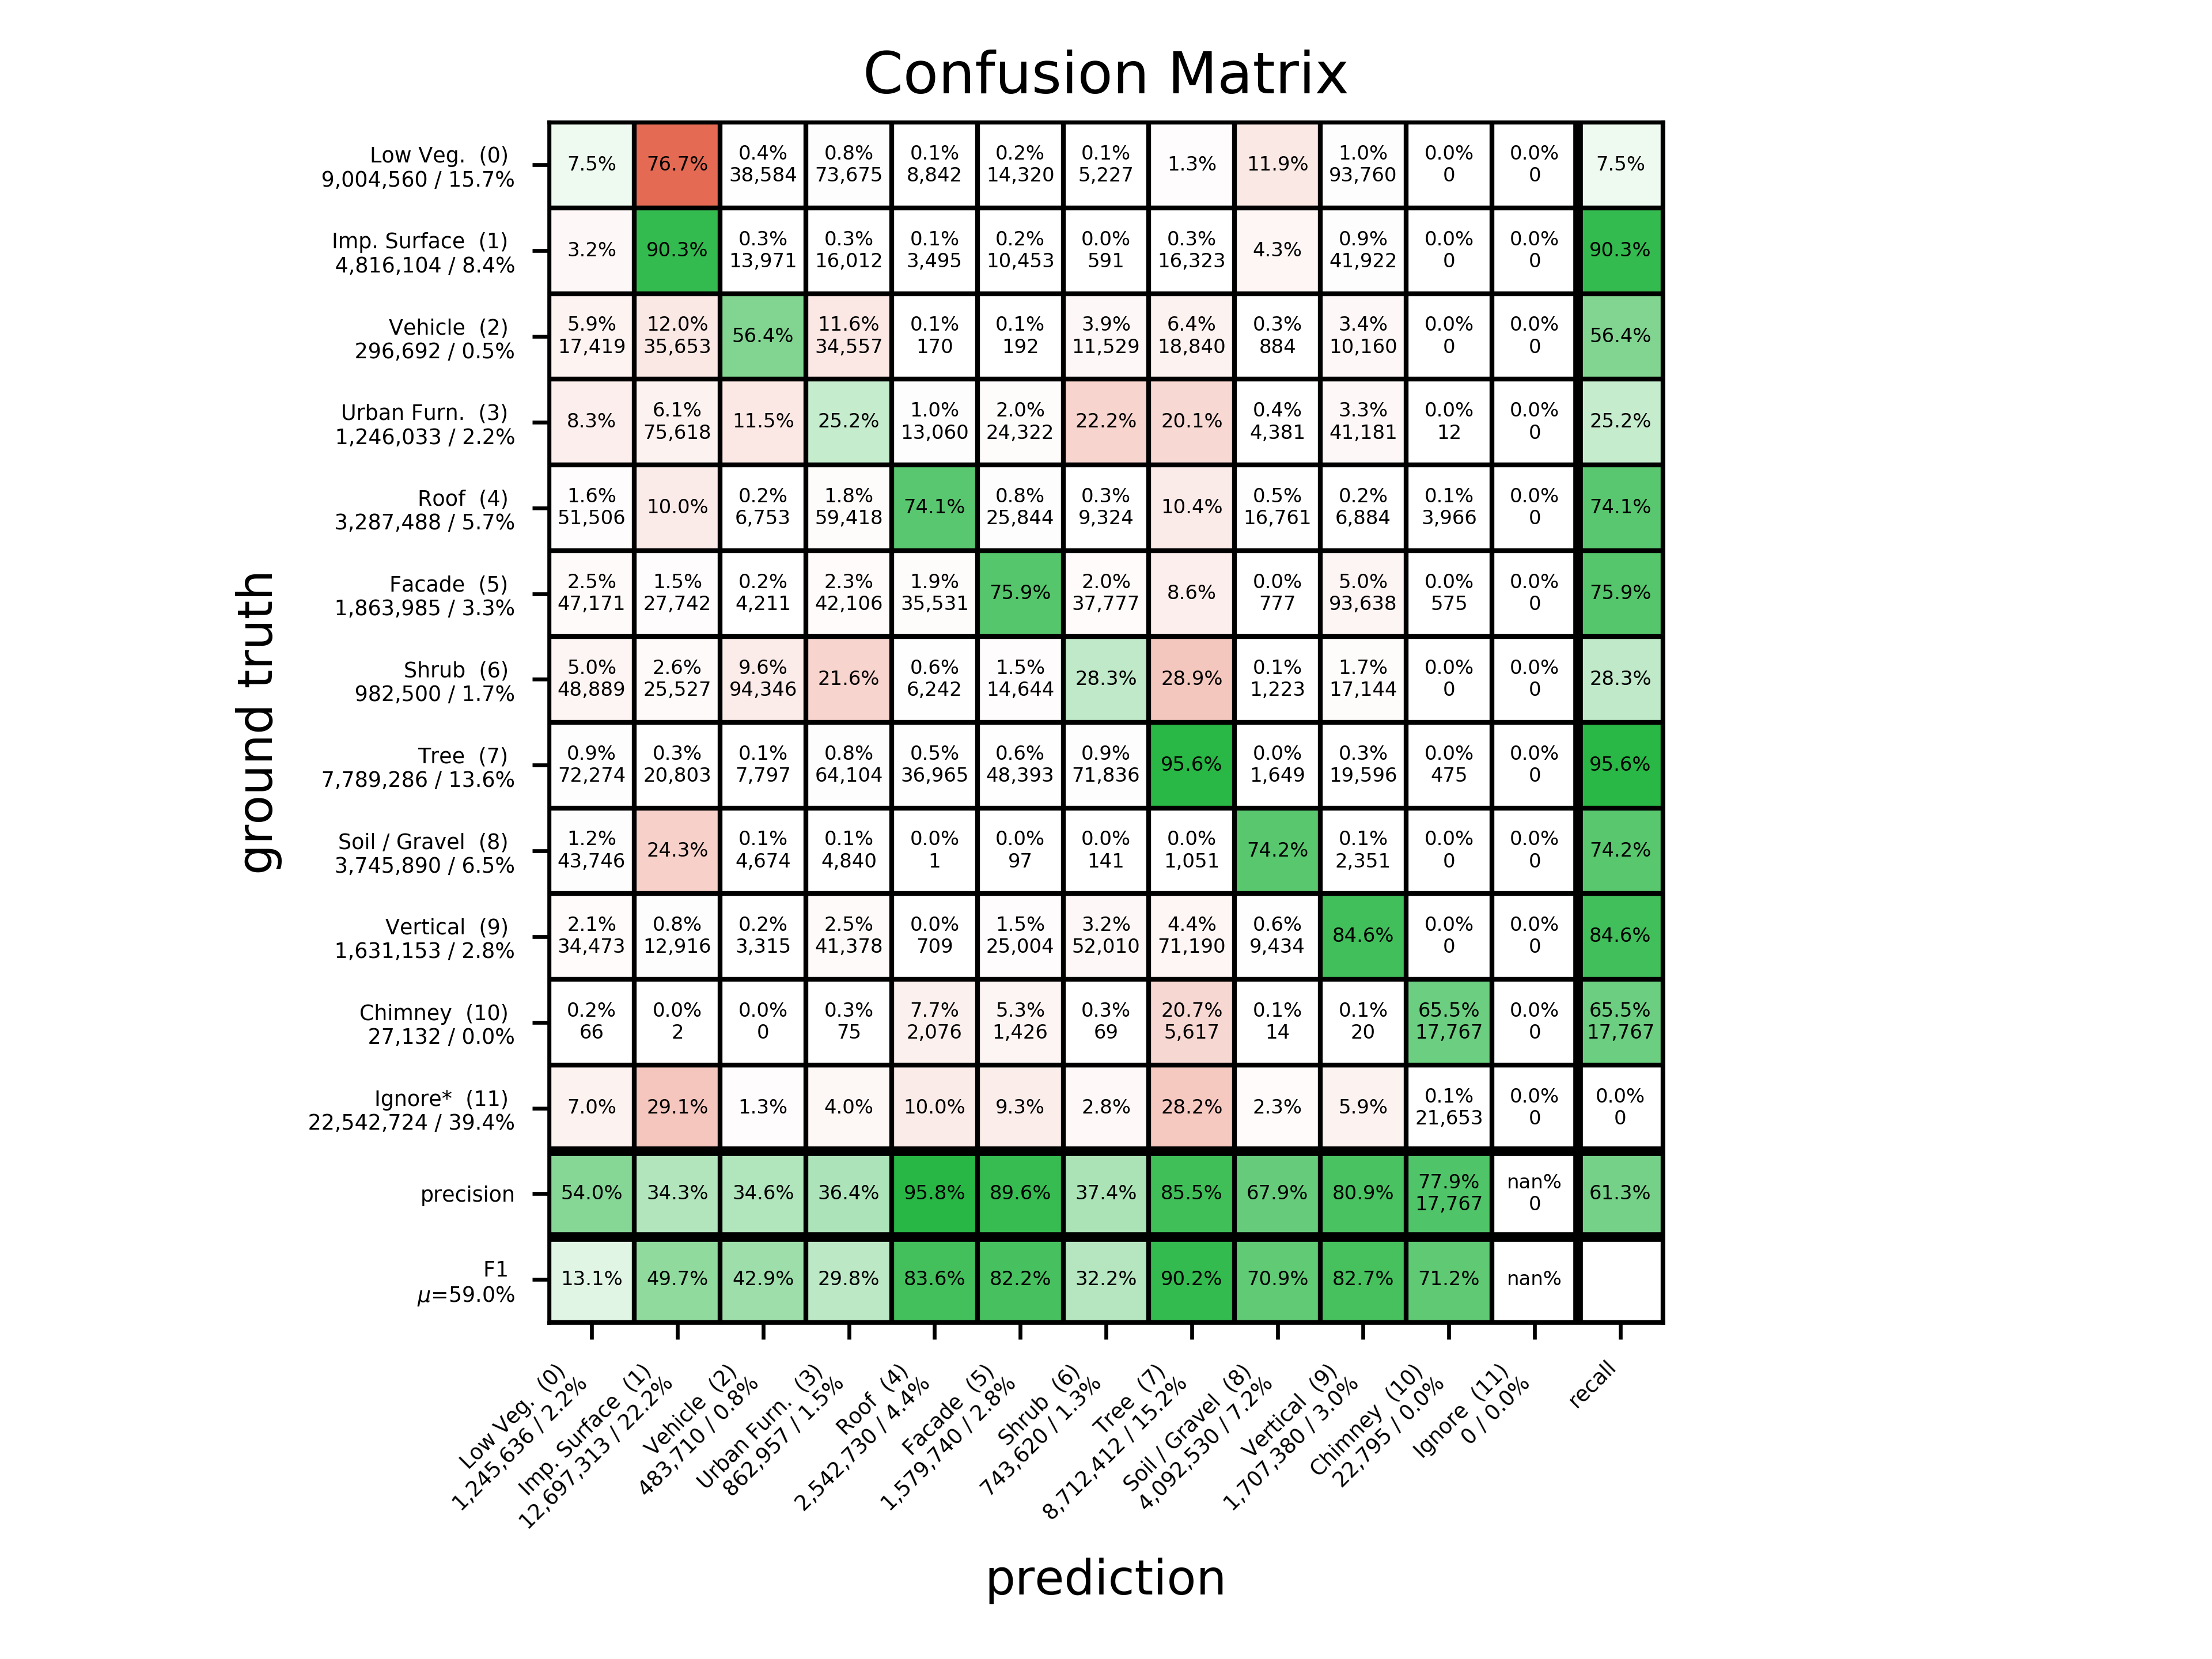 Confusion Matrix
Low Veg. (0)
9,004,560 / 15.7%
7.5% 76.7% 0.4% 0.8% 0.1% 0.2% 0.1% 1.3% 11.9% 1.0% 0.0% 0.0% 7.5%
38,584 73,675 8,842 14,320 5,227 93,760 0 0
Imp. Surface (1)
4,816,104 / 8.4%
3.2% 90.3% 0.3% 0.3% 0.1% 0.2% 0.0% 0.3% 4.3% 0.9% 0.0% 0.0% 90.3%
13,971 16,012 3,495 10,453 591 16,323 41,922 0 0
Vehicle (2)
296,692 / 0.5%
5.9% 12.0% 56.4% 11.6% 0.1% 0.1% 3.9% 6.4% 0.3% 3.4% 0.0% 0.0% 56.4%
17,419 35,653 34,557 170 192 11,529 18,840 884 10,160 0 0
Urban Furn. (3)
1,246,033 / 2.2%
8.3% 6.1% 11.5% 25.2% 1.0% 2.0% 22.2% 20.1% 0.4% 3.3% 0.0% 0.0% 25.2%
75,618 13,060 24,322 4,381 41,181 12 0
Roof (4)
3,287,488 / 5.7%
1.6% 10.0% 0.2% 1.8% 74.1% 0.8% 0.3% 10.4% 0.5% 0.2% 0.1% 0.0% 74.1%
51,506 6,753 59,418 25,844 9,324 16,761 6,884 3,966 0
Facade (5)
1,863,985 / 3.3%
2.5% 1.5% 0.2% 2.3% 1.9% 75.9% 2.0% 8.6% 0.0% 5.0% 0.0% 0.0% 75.9%
47,171 27,742 4,211 42,106 35,531 37,777 777 93,638 575 0
Shrub (6)
982,500 / 1.7%
5.0% 2.6% 9.6% 21.6% 0.6% 1.5% 28.3% 28.9% 0.1% 1.7% 0.0% 0.0% 28.3%
48,889 25,527 94,346 6,242 14,644 1,223 17,144 0 0
Tree (7)
7,789,286 / 13.6%
0.9% 0.3% 0.1% 0.8% 0.5% 0.6% 0.9% 95.6% 0.0% 0.3% 0.0% 0.0% 95.6%
72,274 20,803 7,797 64,104 36,965 48,393 71,836 1,649 19,596 475 0
Soil / Gravel (8)
3,745,890 / 6.5%
1.2% 24.3% 0.1% 0.1% 0.0% 0.0% 0.0% 0.0% 74.2% 0.1% 0.0% 0.0% 74.2%
43,746 4,674 4,840 1 97 141 1,051 2,351 0 0
Vertical (9)
1,631,153 / 2.8%
2.1% 0.8% 0.2% 2.5% 0.0% 1.5% 3.2% 4.4% 0.6% 84.6% 0.0% 0.0% 84.6%
34,473 12,916 3,315 41,378 709 25,004 52,010 71,190 9,434 0 0
Chimney (10)
27,132 / 0.0%
0.2% 0.0% 0.0% 0.3% 7.7% 5.3% 0.3% 20.7% 0.1% 0.1% 65.5% 0.0% 65.5%
66 2 0 75 2,076 1,426 69 5,617 14 20 17,767 0 17,767
Ignore* (11)
22,542,724 / 39.4%
7.0% 29.1% 1.3% 4.0% 10.0% 9.3% 2.8% 28.2% 2.3% 5.9% 0.1% 0.0% 0.0%
21,653 0 0
precision
54.0% 34.3% 34.6% 36.4% 95.8% 89.6% 37.4% 85.5% 67.9% 80.9% 77.9% nan% 61.3%
17,767 0
F1
μ=59.0%
13.1% 49.7% 42.9% 29.8% 83.6% 82.2% 32.2% 90.2% 70.9% 82.7% 71.2% nan%
ground truth
Low Veg. (0)
1,245,636 / 2.2%
Imp. Surface (1)
12,697,313 / 22.2%
Vehicle (2)
483,710 / 0.8%
Urban Furn. (3)
862,957 / 1.5%
Roof (4)
2,542,730 / 4.4%
Facade (5)
1,579,740 / 2.8%
Shrub (6)
743,620 / 1.3%
Tree (7)
8,712,412 / 15.2%
Soil / Gravel (8)
4,092,530 / 7.2%
Vertical (9)
1,707,380 / 3.0%
Chimney (10)
22,795 / 0.0%
Ignore (11)
0 / 0.0%
recall
prediction